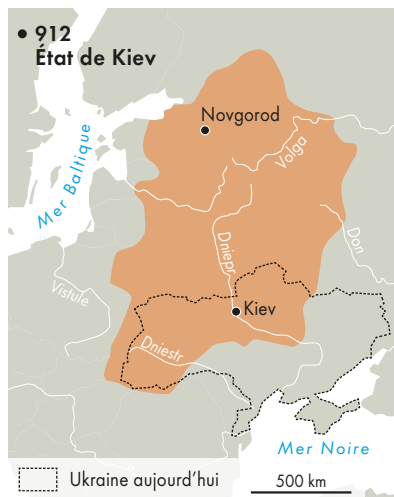 912
État de Kiev
Novgorod
Volga
Mer Baltique
Don
Dniepr
Vistule
Kiev
Dniestr
Mer Noire
Ukraine aujourd'hui
500 km